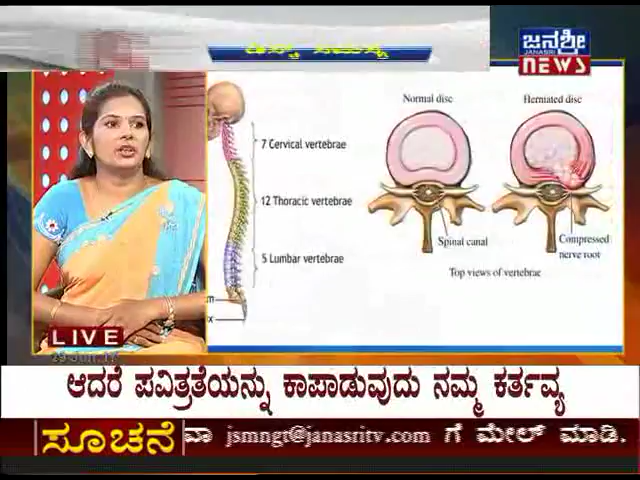 ಜನಶ್ರೀ
JANASRI
NEWS
Normal disc
Herniated disc
7 Cervical vertebrae
12 Thoracic vertebrae
5 Lumbar vertebrae
Spinal canal
Compressed
nerve root
Top views of vertebrae
LIVE
ಆದರೆ ಪವಿತ್ರತೆಯನ್ನು ಕಾಪಾಡುವುದು ನಮ್ಮ ಕರ್ತವ್ಯ
ಸೂಚನೆ ವಾ jsmngt@janasritv.com ಗೆ ಮೇಲ್ ಮಾಡಿ.